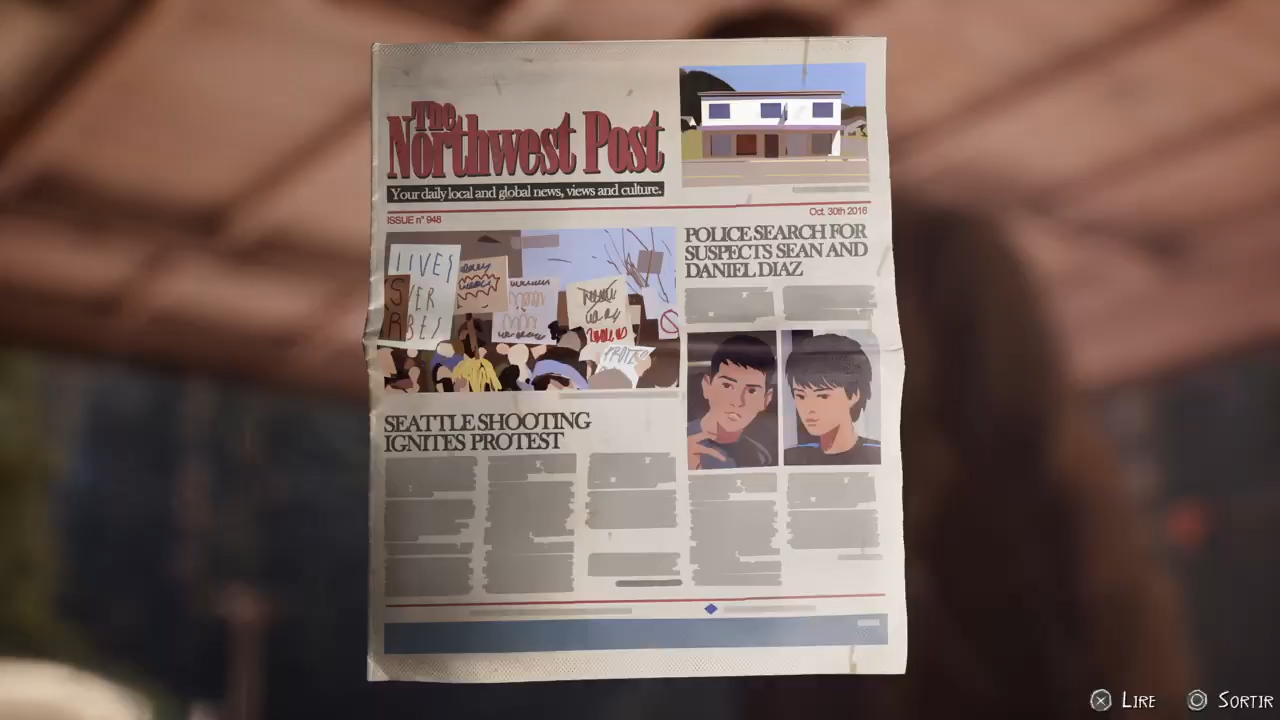 The
Northwest Post
Your daily local and global news, views and culture.
ISSUE n° 948
Oct. 30th 2016
LIVES
POLICE SEARCH FOR
SUSPECTS SEAN AND
DANIEL DIAZ
SEATTLE SHOOTING
IGNITES PROTEST
LIRE
SORTIR